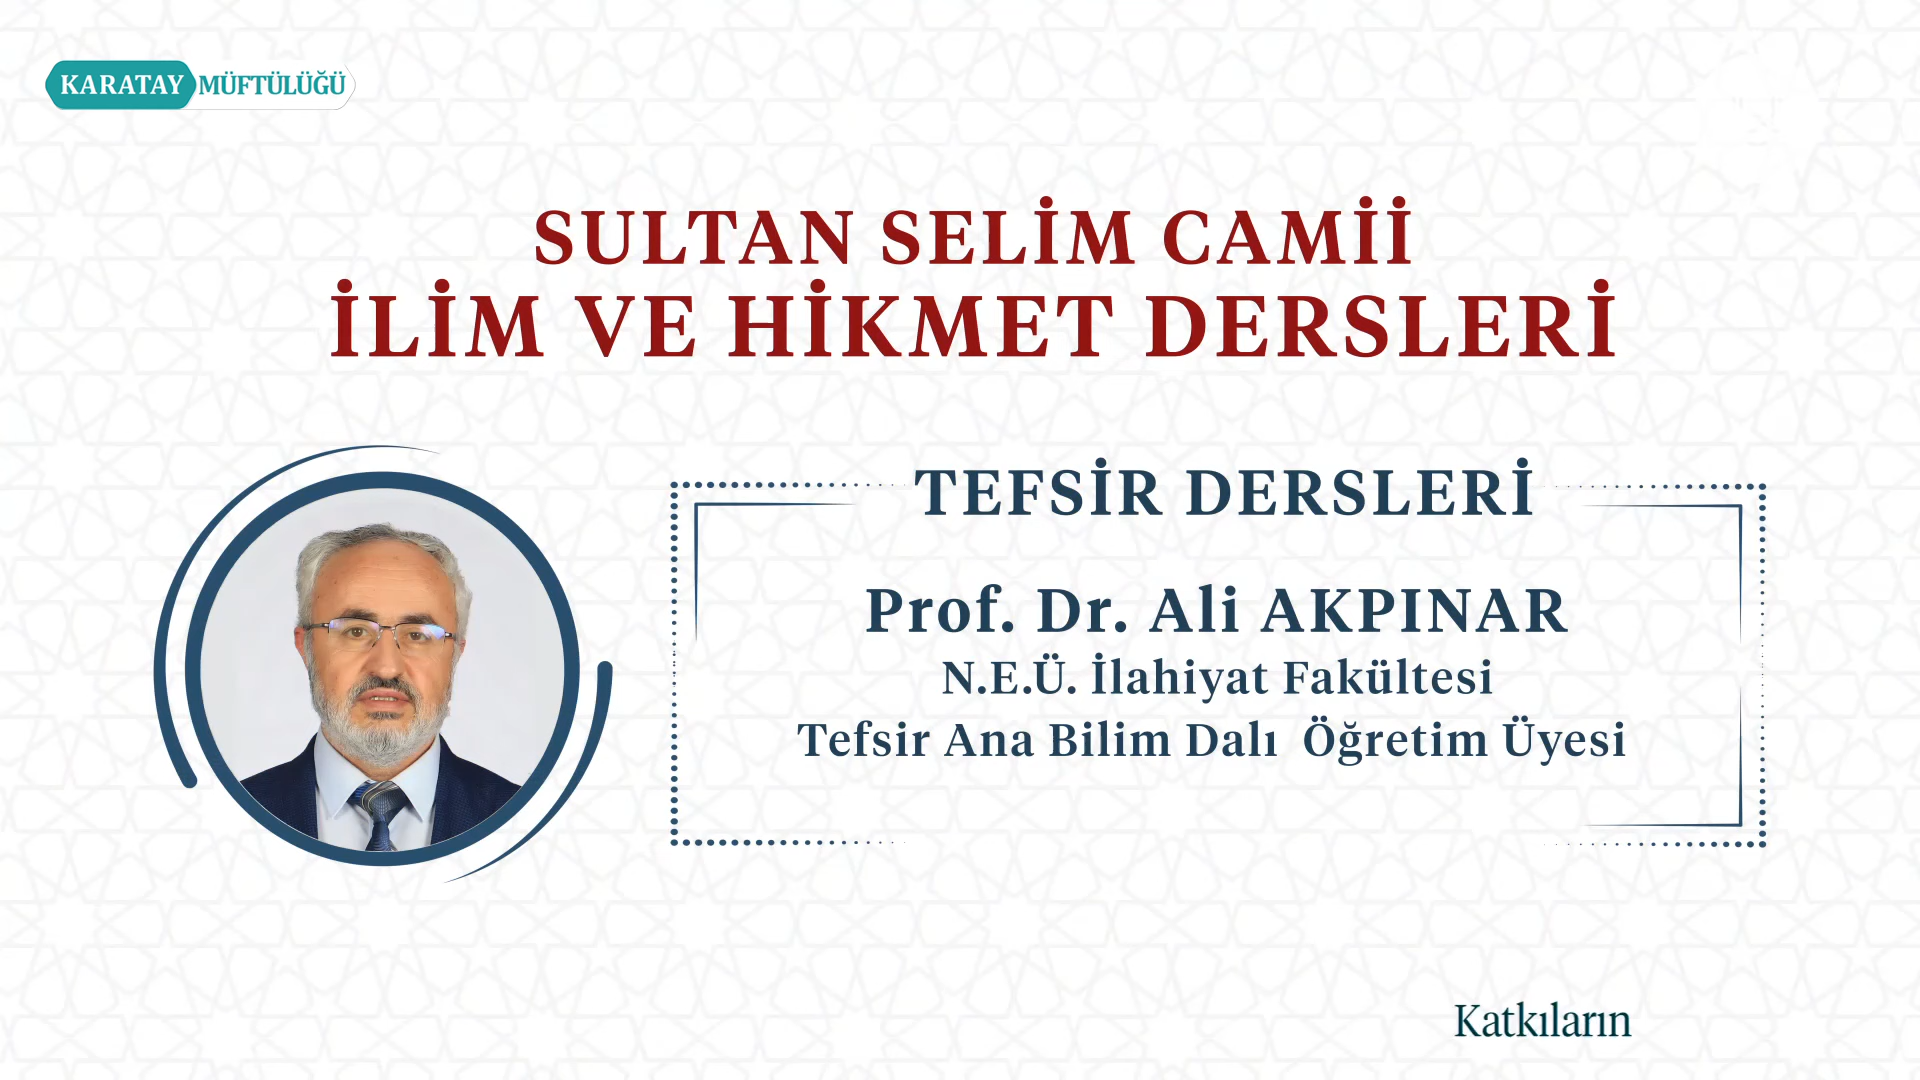 KARATAY MÜFTÜLÜĞÜ
SULTAN SELİM CAMİİ
İLİM VE HİKMET DERSLERİ
TEFSİR DERSLERİ
Prof. Dr. Ali AKPINAR
N.E.Ü. İlahiyat Fakültesi
Tefsir Ana Bilim Dalı Öğretim Üyesi
Katkıların